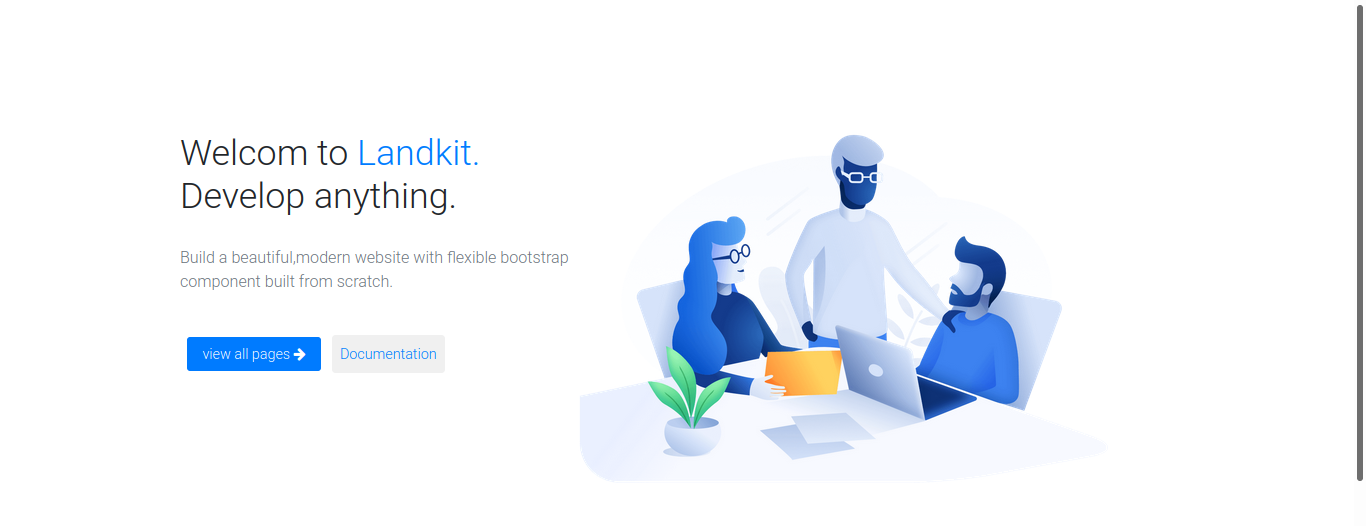 Welcom to Landkit.
Develop anything.
Build a beautiful,modern website with flexible bootstrap
component built from scratch.
view all pages
Documentation